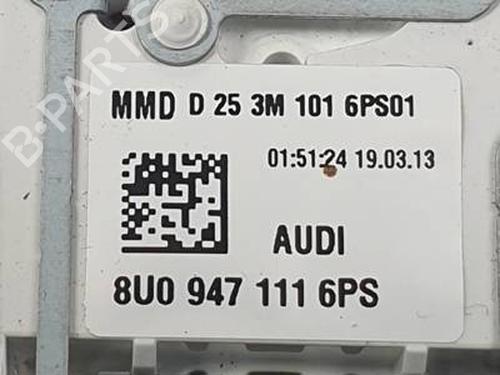 B-PARTS
MMD D 25 3M 101 6PS01
01:51:24 19.03.13
AUDI
8U0 947 111 6PS